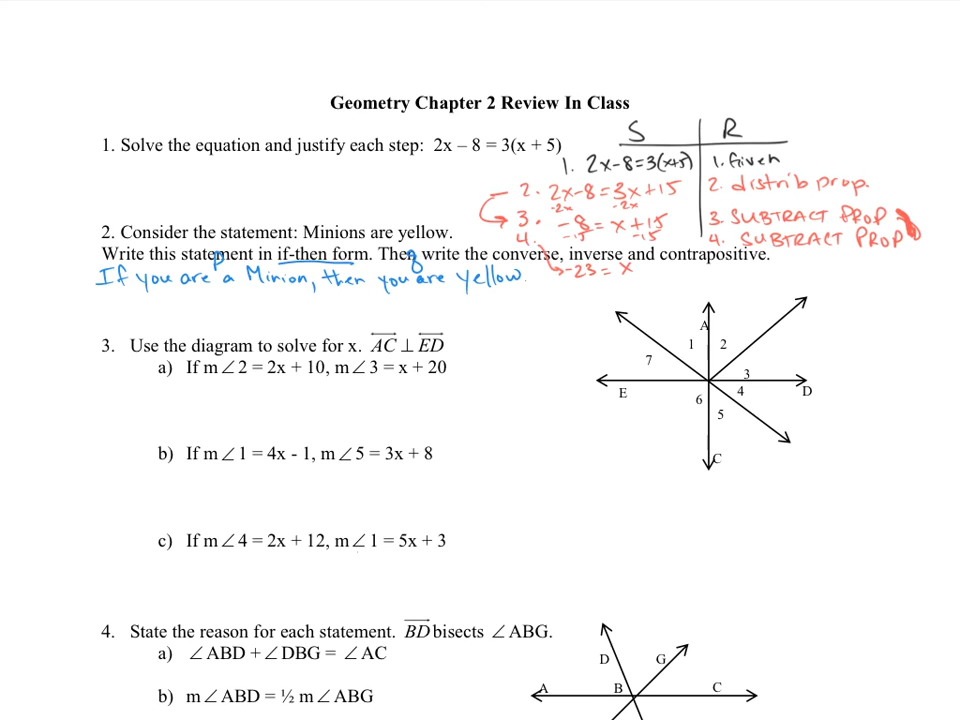 Geometry Chapter 2 Review In Class
S R
1. Solve the equation and justify each step: 2x – 8 = 3(x + 5)
1. 2x-8=3(x+5) 1. Given
2. 2x-8=3x+15 2. distrib prop.
-2x -2x
3. -8 = x+15 3. SUBTRACT PROP
-15 -15
4. -23 = x 4. SUBTRACT PROP
2. Consider the statement: Minions are yellow.
Write this statement in if-then form. Then write the converse, inverse and contrapositive.
p q
If you are a Minion, then you are yellow.
3. Use the diagram to solve for x. AC ⊥ ED
a) If m∠2 = 2x + 10, m∠3 = x + 20
A
1 2
7
3
E 4 D
6
5
C
b) If m∠1 = 4x - 1, m∠5 = 3x + 8
c) If m∠4 = 2x + 12, m∠1 = 5x + 3
4. State the reason for each statement. BD bisects ∠ABG.
a) ∠ABD + ∠DBG = ∠AC
b) m∠ABD = ½ m∠ABG
D G
A B C